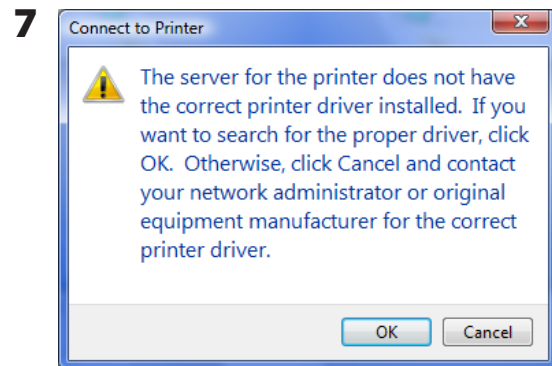 7
Connect to Printer
The server for the printer does not have
the correct printer driver installed. If you
want to search for the proper driver, click
OK. Otherwise, click Cancel and contact
your network administrator or original
equipment manufacturer for the correct
printer driver.
OK
Cancel